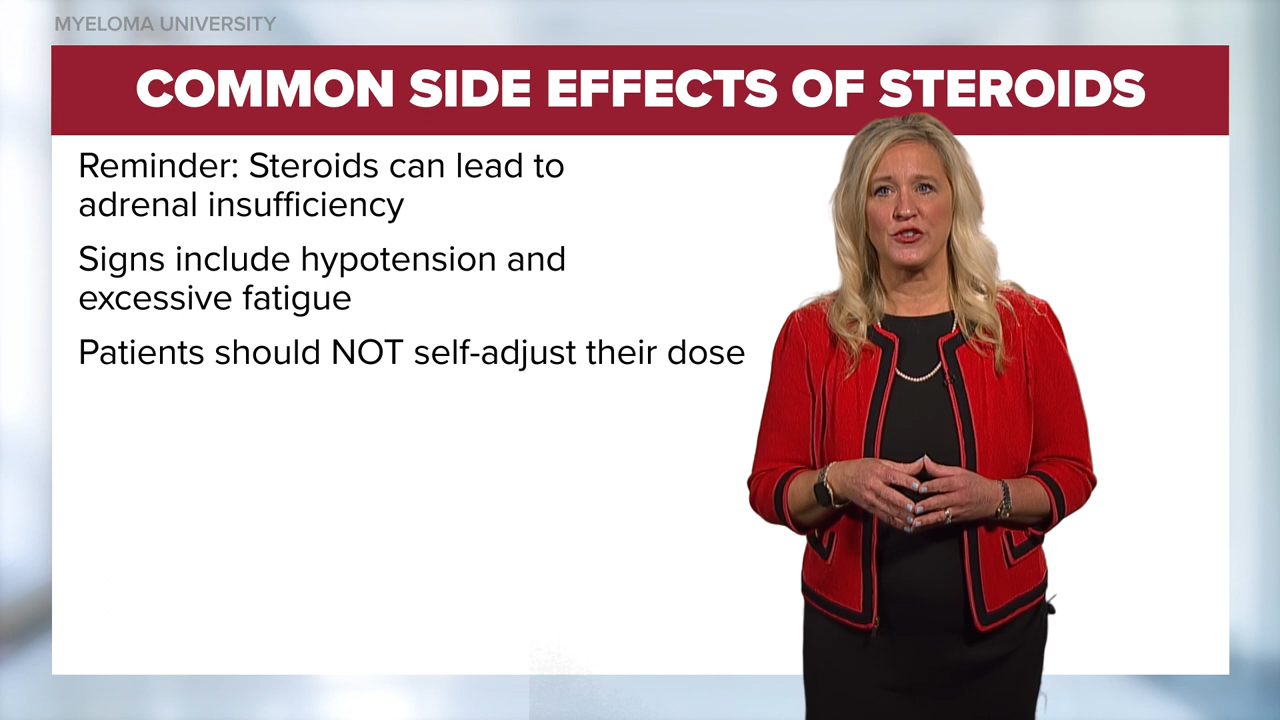 MYELOMA UNIVERSITY
COMMON SIDE EFFECTS OF STEROIDS
Reminder: Steroids can lead to
adrenal insufficiency
Signs include hypotension and
excessive fatigue
Patients should NOT self-adjust their dose